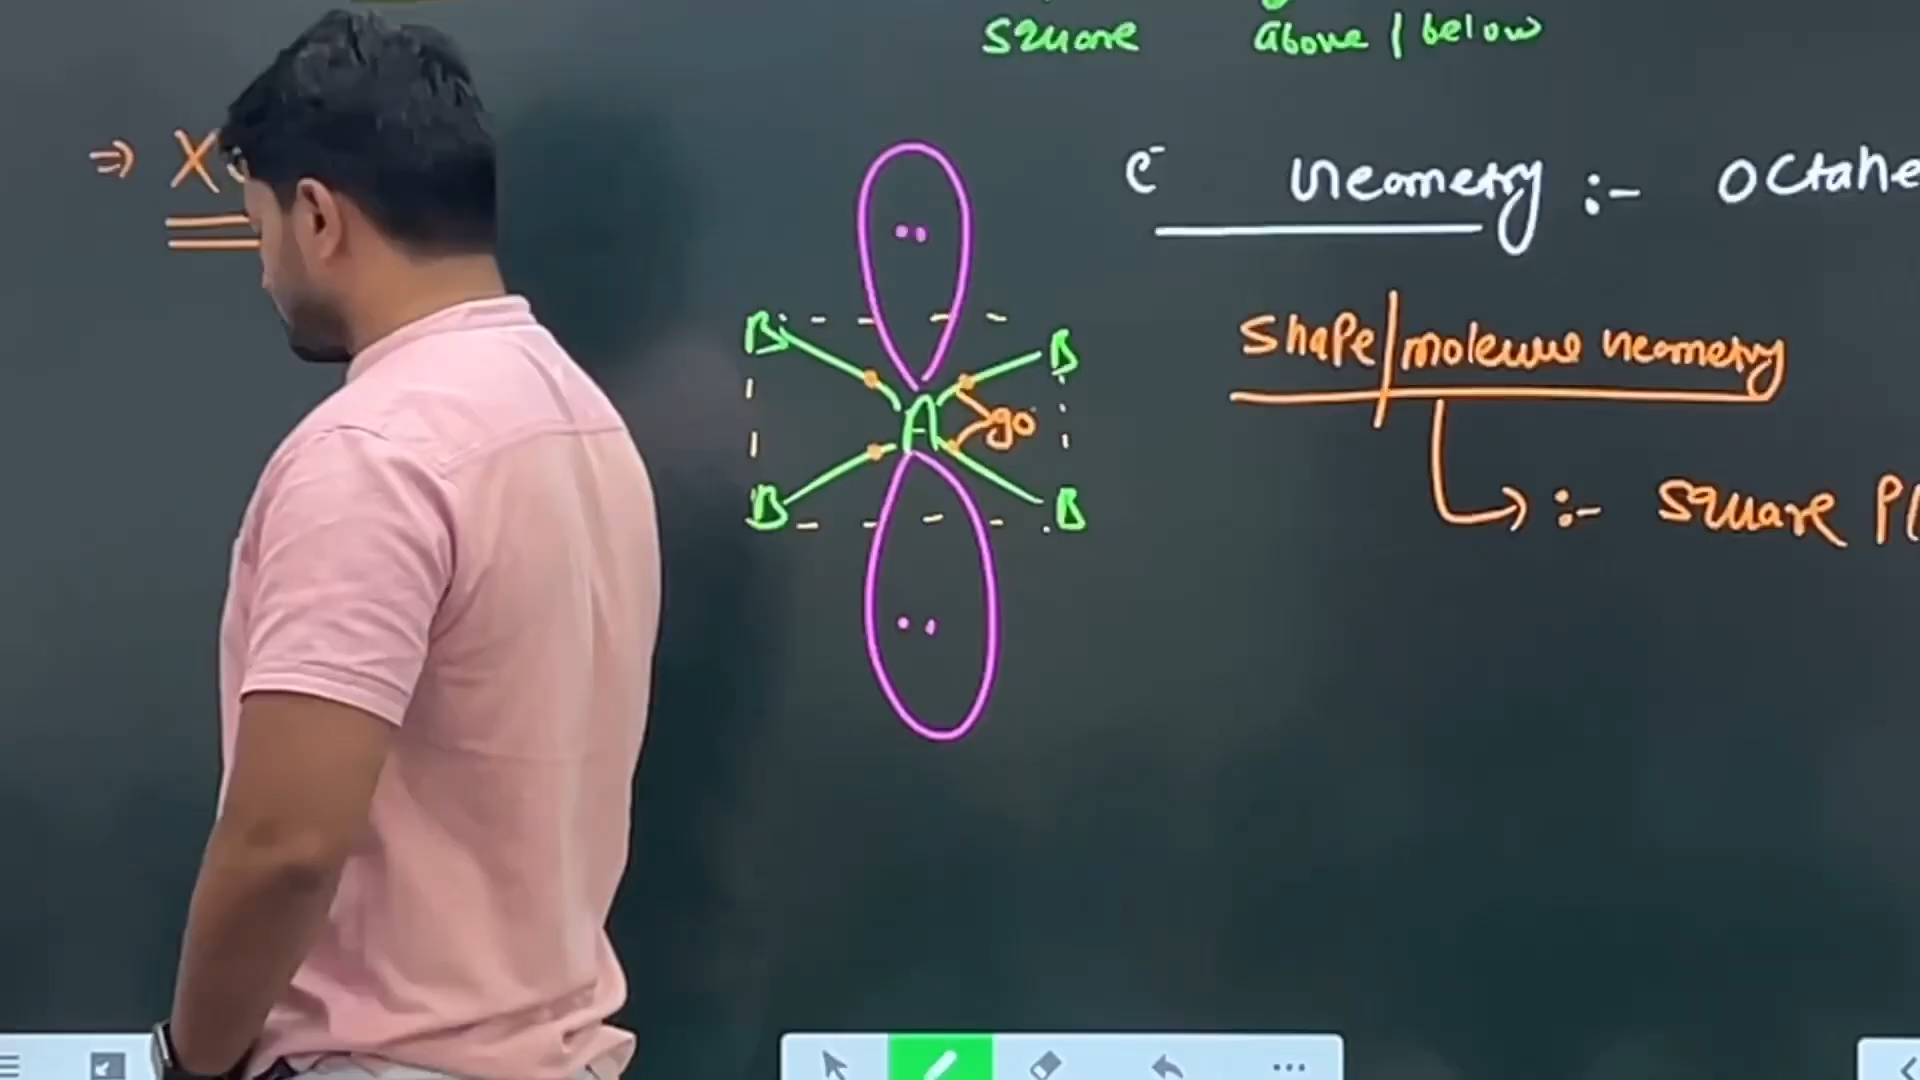 square above / below
⇒ X
e⁻ Geometry :- Octahe
Shape/molecule Geometry
B B
A 90
:- square Pl
B B